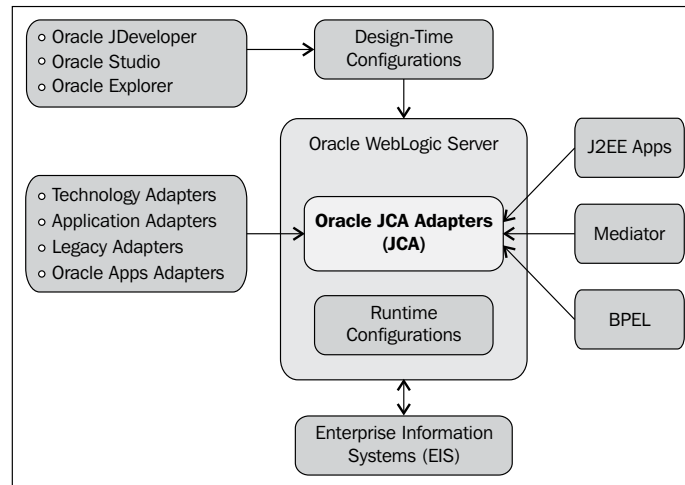 Oracle JDeveloper
Oracle Studio
Oracle Explorer
Design-Time
Configurations
Oracle WebLogic Server
Technology Adapters
Application Adapters
Legacy Adapters
Oracle Apps Adapters
Oracle JCA Adapters
(JCA)
Runtime
Configurations
J2EE Apps
Mediator
BPEL
Enterprise Information
Systems (EIS)